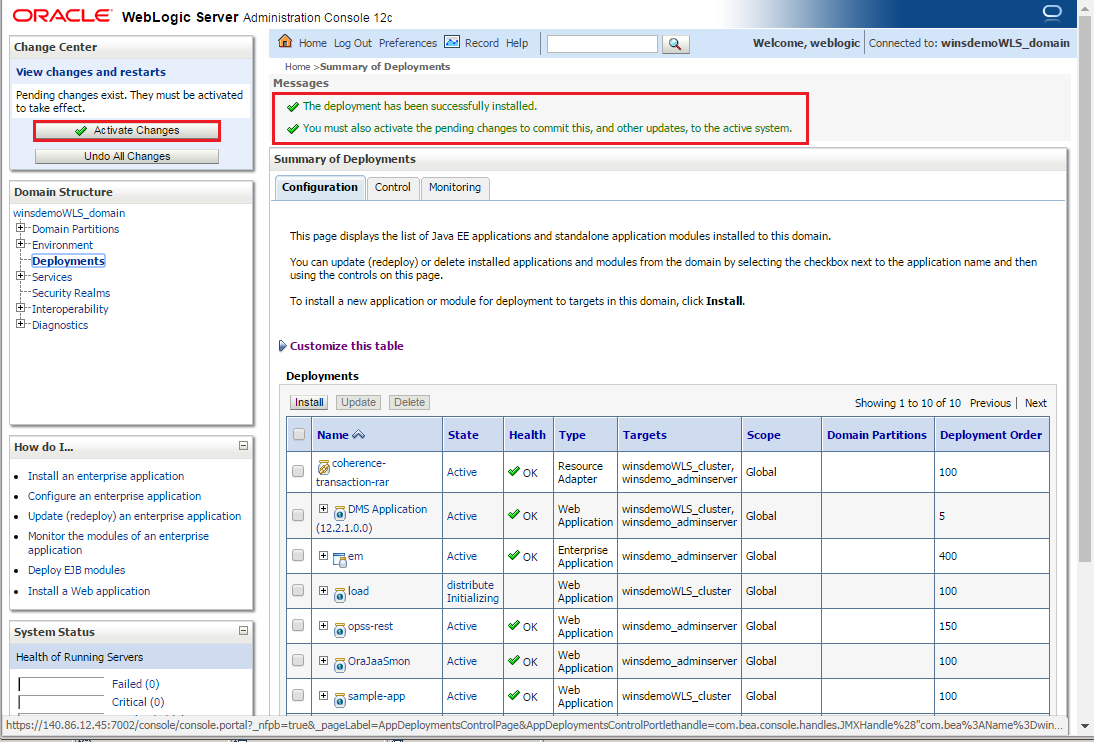 ORACLE WebLogic Server Administration Console 12c
Change Center
View changes and restarts
Pending changes exist. They must be activated
to take effect.
Activate Changes
Undo All Changes
Domain Structure
winsdemoWLS_domain
Domain Partitions
Environment
Deployments
Services
Security Realms
Interoperability
Diagnostics
How do I...
Install an enterprise application
Configure an enterprise application
Update (redeploy) an enterprise application
Monitor the modules of an enterprise
application
Deploy EJB modules
Install a Web application
System Status
Health of Running Servers
Failed (0)
Critical (0)
Home Log Out Preferences Record Help
Welcome, weblogic Connected to: winsdemoWLS_domain
Home >Summary of Deployments
Messages
The deployment has been successfully installed.
You must also activate the pending changes to commit this, and other updates, to the active system.
Summary of Deployments
Configuration Control Monitoring
This page displays the list of Java EE applications and standalone application modules installed to this domain.
You can update (redeploy) or delete installed applications and modules from the domain by selecting the checkbox next to the application name and then
using the controls on this page.
To install a new application or module for deployment to targets in this domain, click Install.
Customize this table
Deployments
Install Update Delete Showing 1 to 10 of 10 Previous | Next
Name State Health Type Targets Scope Domain Partitions Deployment Order
coherence-
transaction-rar Active OK Resource
Adapter winsdemoWLS_cluster,
winsdemo_adminserver Global 100
DMS Application
(12.2.1.0.0) Active OK Web
Application winsdemoWLS_cluster,
winsdemo_adminserver Global 5
em Active OK Enterprise
Application winsdemo_adminserver Global 400
load distribute
Initializing Web
Application winsdemoWLS_cluster Global 100
opss-rest Active OK Web
Application winsdemo_adminserver Global 150
OraJaaSmon Active OK Web
Application winsdemo_adminserver Global 100
sample-app Active OK Web
Application winsdemoWLS_cluster Global 100
https://140.86.12.45:7002/console/console.portal?_nfpb=true&_pageLabel=AppDeploymentsControlPage&AppDeploymentsControlPortlethandle=com.bea.console.handles.JMXHandle%28"com.bea%3AName%3Dwin...